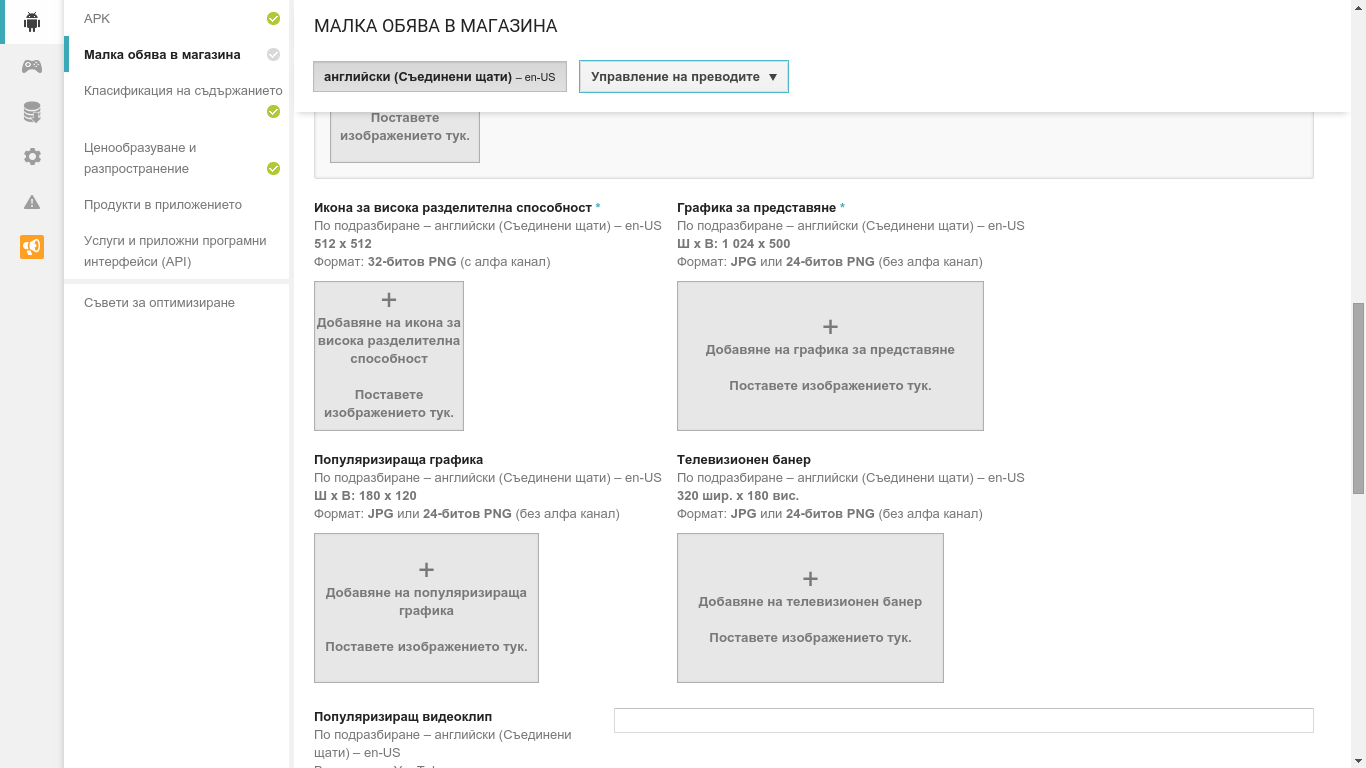 APK
Малка обява в магазина
Класификация на съдържанието
Ценообразуване и
разпространение
Продукти в приложението
Услуги и приложни програмни
интерфейси (API)
Съвети за оптимизиране
МАЛКА ОБЯВА В МАГАЗИНА
английски (Съединени щати) – en-US
Управление на преводите
Поставете
изображението тук.
Икона за висока разделителна способност *
По подразбиране – английски (Съединени щати) – en-US
512 x 512
Формат: 32-битов PNG (с алфа канал)
+
Добавяне на икона за
висока разделителна
способност
Поставете
изображението тук.
Графика за представяне *
По подразбиране – английски (Съединени щати) – en-US
Ш x В: 1 024 x 500
Формат: JPG или 24-битов PNG (без алфа канал)
+
Добавяне на графика за представяне
Поставете изображението тук.
Популяризираща графика
По подразбиране – английски (Съединени щати) – en-US
Ш x В: 180 x 120
Формат: JPG или 24-битов PNG (без алфа канал)
+
Добавяне на популяризираща
графика
Поставете изображението тук.
Телевизионен банер
По подразбиране – английски (Съединени щати) – en-US
320 шир. x 180 вис.
Формат: JPG или 24-битов PNG (без алфа канал)
+
Добавяне на телевизионен банер
Поставете изображението тук.
Популяризиращ видеоклип
По подразбиране – английски (Съединени
щати) – en-US